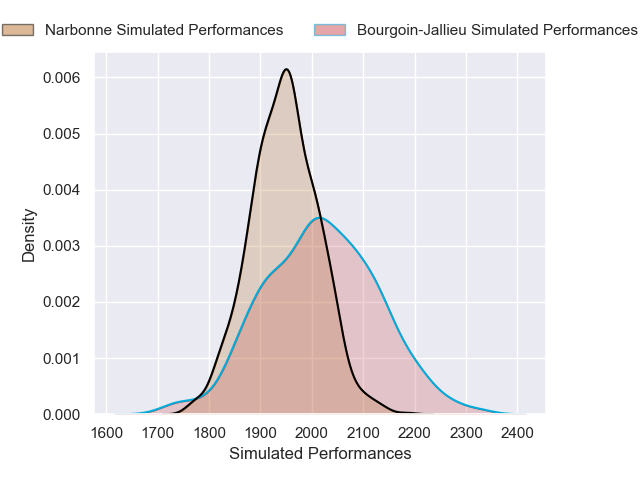 Narbonne Simulated Performances
Bourgoin-Jallieu Simulated Performances
0.006
0.005
0.004
0.003
0.002
0.001
0.000
Density
1600 1700 1800 1900 2000 2100 2200 2300 2400
Simulated Performances